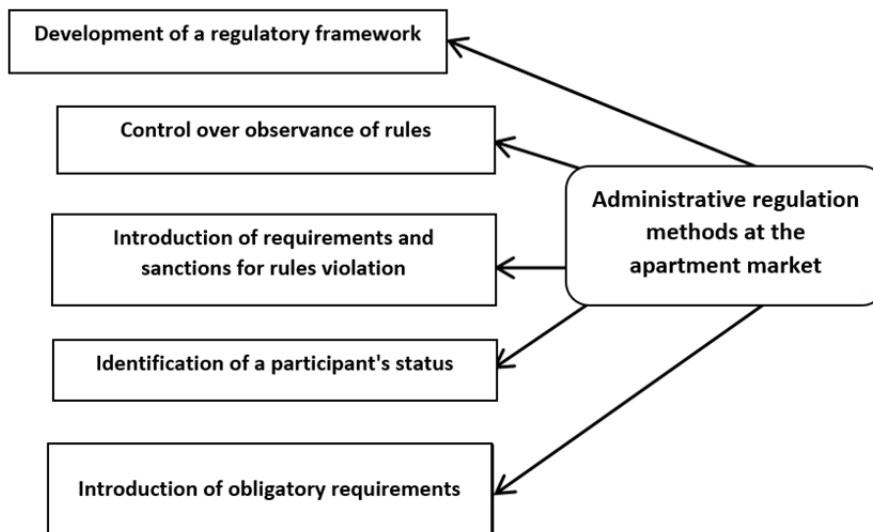 Development of a regulatory framework
Control over observance of rules
Administrative regulation
methods at the
apartment market
Introduction of requirements and
sanctions for rules violation
Identification of a participant's status
Introduction of obligatory requirements